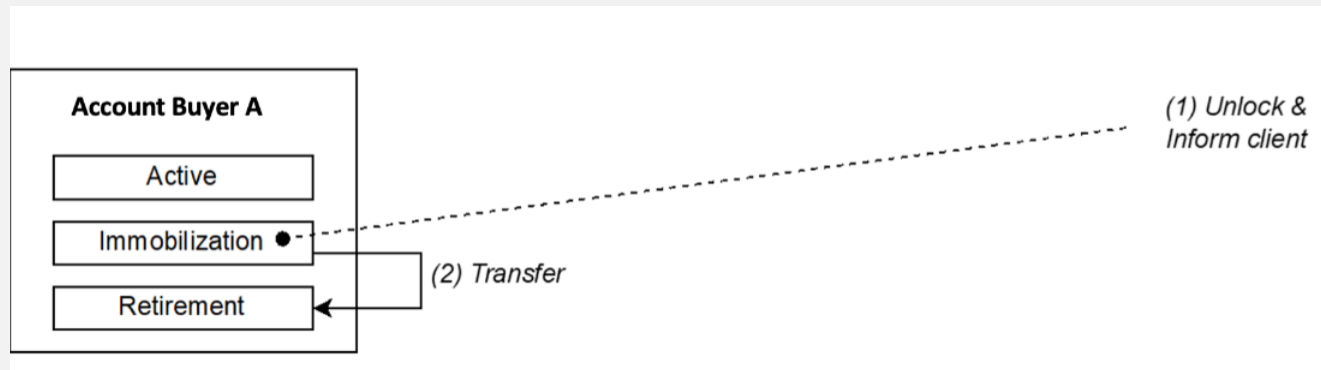 Account Buyer A
(1) Unlock &
Inform client
Active
Immobilization
(2) Transfer
Retirement